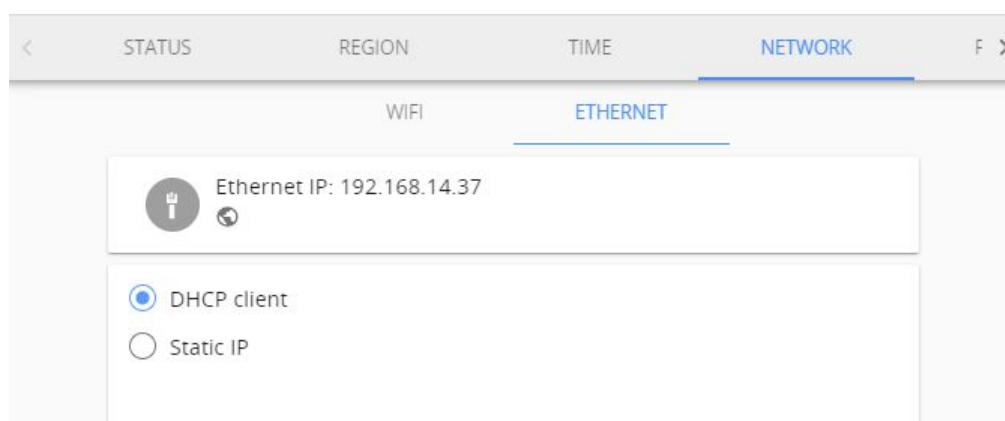 STATUS REGION TIME NETWORK
WIFI ETHERNET
Ethernet IP: 192.168.14.37
DHCP client
Static IP